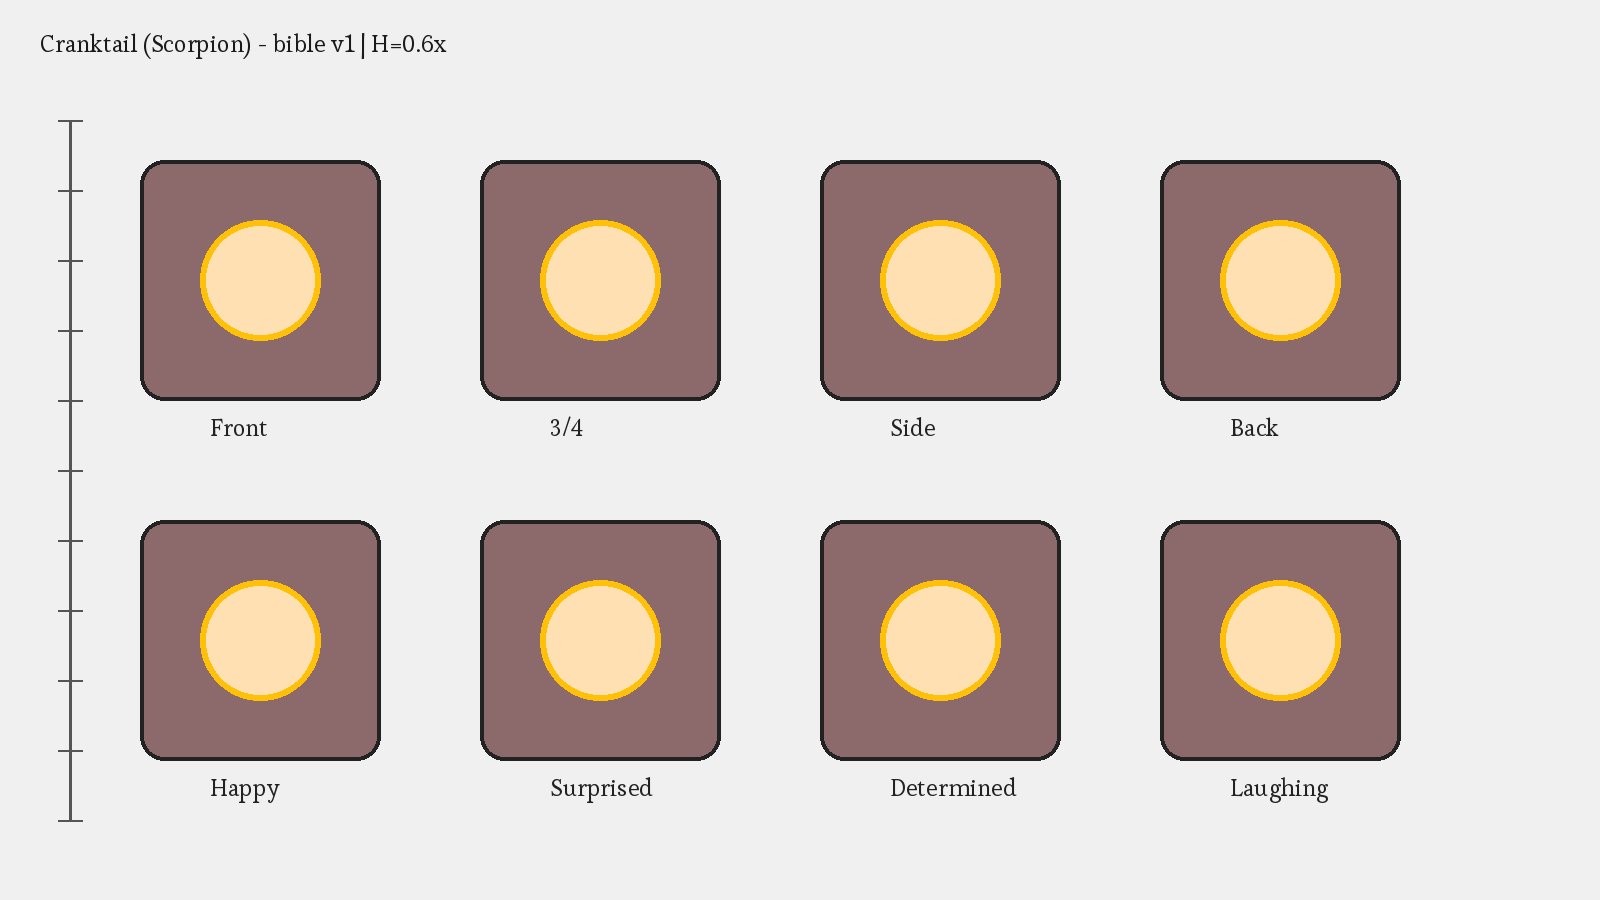 Cranktail (Scorpion) - bible v1 | H=0.6x
Front
3/4
Side
Back
Happy
Surprised
Determined
Laughing